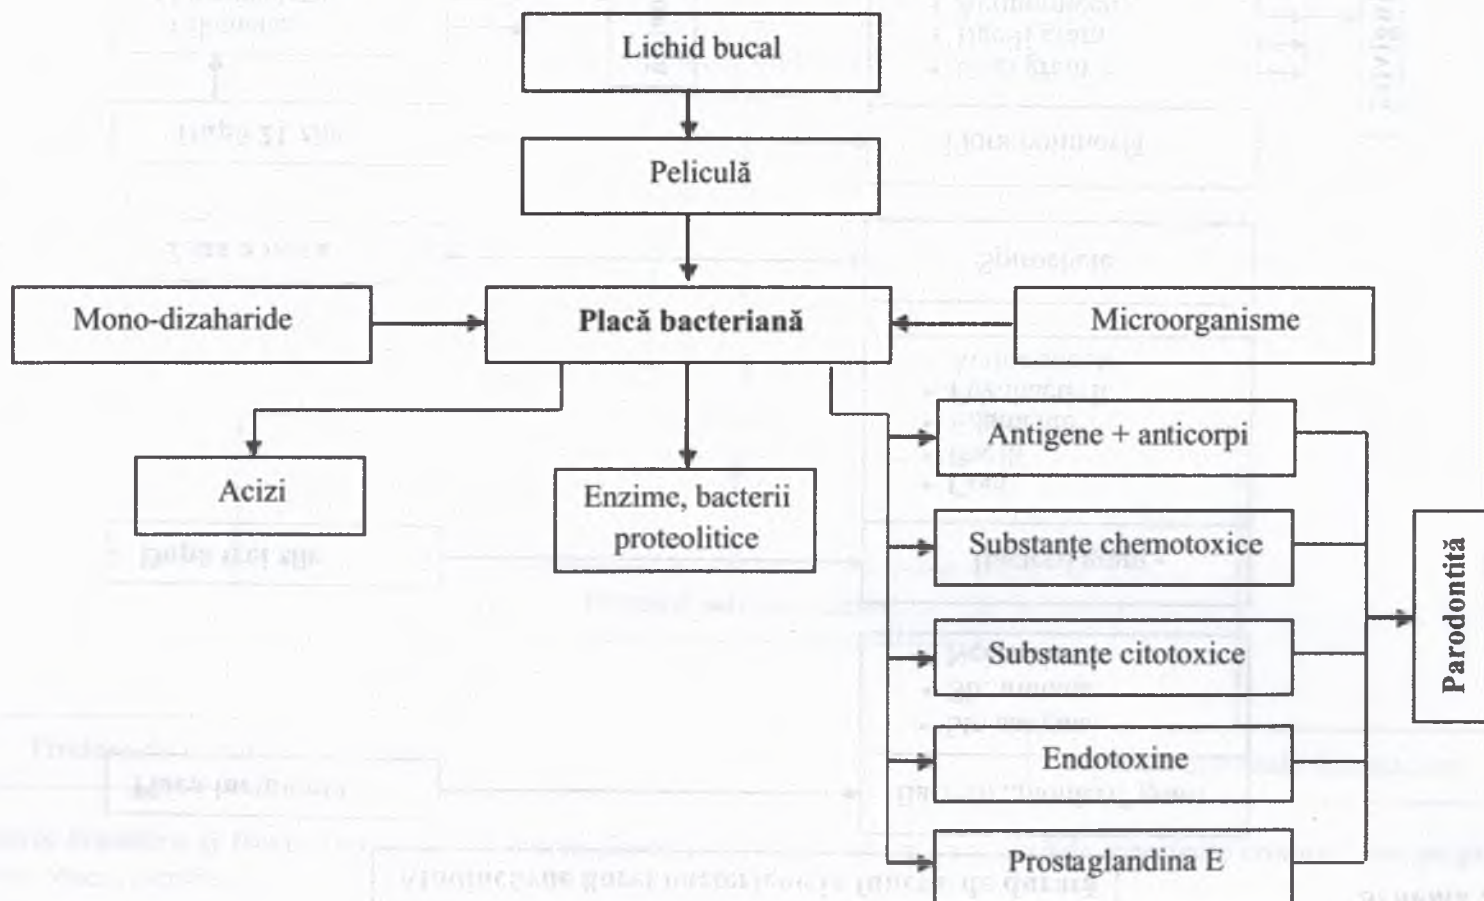 Lichid bucal
Peliculă
Mono-dizaharide
Placă bacteriană
Microorganisme
Acizi
Enzime, bacterii
proteolitice
Antigene + anticorpi
Substanțe chemotoxice
Substanțe citotoxice
Endotoxine
Prostaglandina E
Parodontită